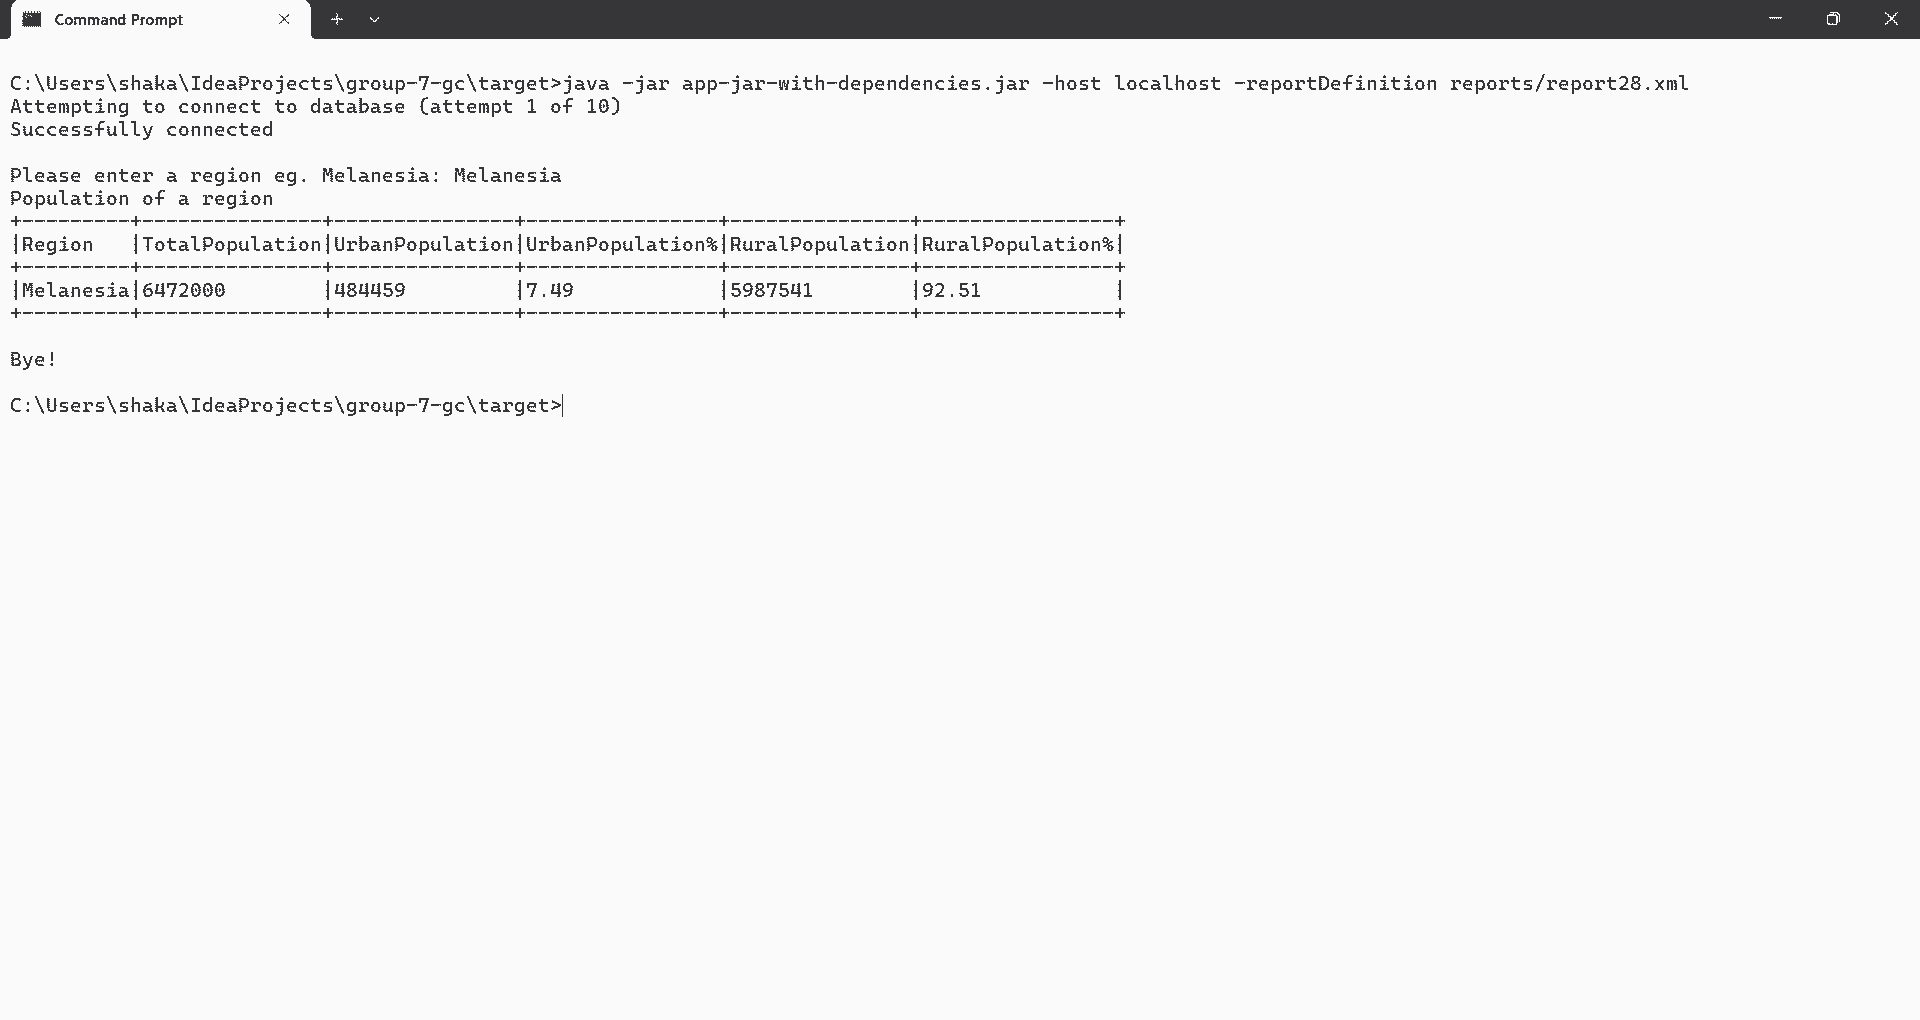 Command Prompt
C:\Users\shaka\IdeaProjects\group-7-gc\target>java -jar app-jar-with-dependencies.jar -host localhost -reportDefinition reports/report28.xml
Attempting to connect to database (attempt 1 of 10)
Successfully connected
Please enter a region eg. Melanesia: Melanesia
Population of a region
+---------+---------------+---------------+----------------+---------------+----------------+
|Region   |TotalPopulation|UrbanPopulation|UrbanPopulation%|RuralPopulation|RuralPopulation%|
+---------+---------------+---------------+----------------+---------------+----------------+
|Melanesia|6472000        |484459         |7.49            |5987541        |92.51           |
+---------+---------------+---------------+----------------+---------------+----------------+
Bye!
C:\Users\shaka\IdeaProjects\group-7-gc\target>